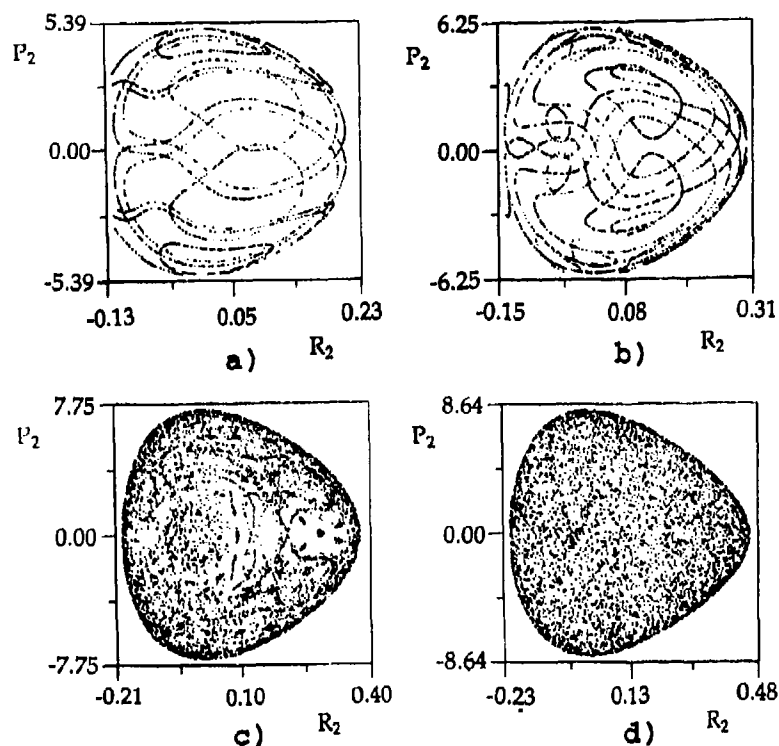 5.39
P2
0.00
-5.39
-0.13
0.05
0.23
R2
a)
6.25
P2
0.00
-6.25
-0.15
0.08
0.31
R2
b)
7.75
P2
0.00
-7.75
-0.21
0.10
0.40
R2
c)
8.64
P2
0.00
-8.64
-0.23
0.13
0.48
R2
d)